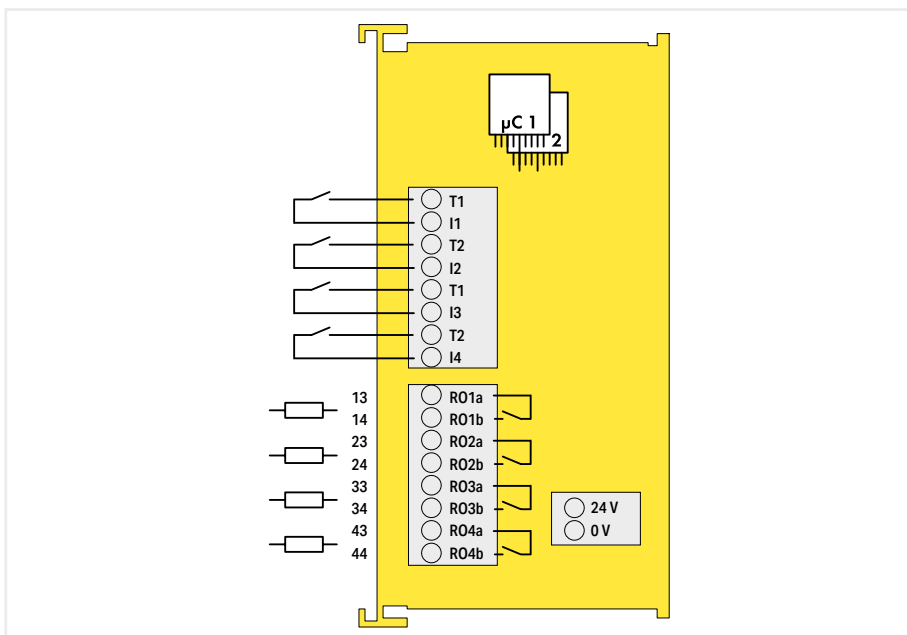 µC 1
2
T1
I1
T2
I2
T1
I3
T2
I4
13 RO1a
14 RO1b
23 RO2a
24 RO2b
33 RO3a
34 RO3b
43 RO4a
44 RO4b
24 V
0 V